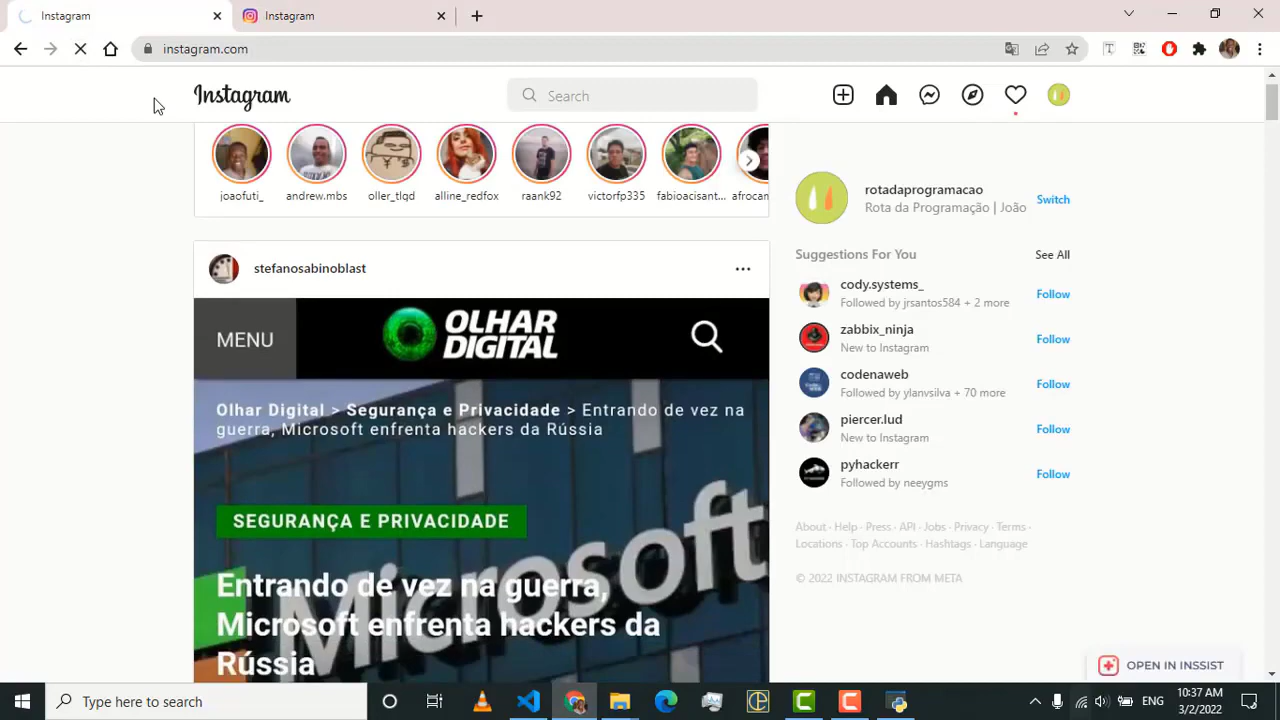 Instagram
Instagram
instagram.com
Instagram
Search
joaofuti_
andrew.mbs
oller_tlqd
alline_redfox
raank92
victorfp335
fabioacisant...
afrocan
rotadaprogramacao
Rota da Programação | João
Switch
Suggestions For You
See All
cody.systems_
Followed by jrsantos584 + 2 more
Follow
zabbix_ninja
New to Instagram
Follow
codenaweb
Followed by ylanvsilva + 70 more
Follow
piercer.lud
New to Instagram
Follow
pyhackerr
Followed by neeygms
Follow
About · Help · Press · API · Jobs · Privacy · Terms ·
Locations · Top Accounts · Hashtags · Language
© 2022 INSTAGRAM FROM META
stefanosabinoblast
MENU
OLHAR
DIGITAL
Olhar Digital > Segurança e Privacidade > Entrando de vez na
guerra, Microsoft enfrenta hackers da Rússia
SEGURANÇA E PRIVACIDADE
Microsoft
Entrando de vez na guerra,
Microsoft enfrenta hackers da
Rússia
OPEN IN INSSIST
Type here to search
ENG
10:37 AM
3/2/2022